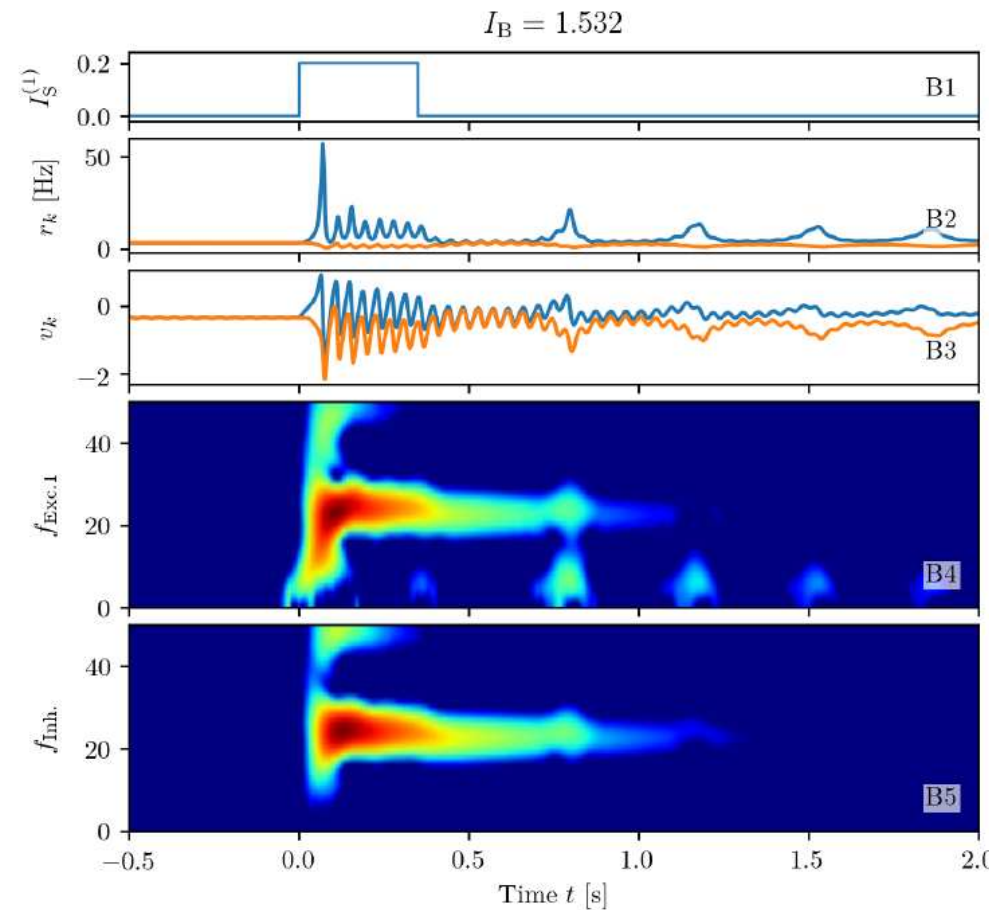 I_B = 1.532
0.2
0.0
I_S^(1)
B1
50
0
r_k [Hz]
B2
0
−2
v_k
B3
40
20
0
f_Exc.1
B4
40
20
0
f_Inh.
B5
−0.5 0.0 0.5 1.0 1.5 2.0
Time t [s]